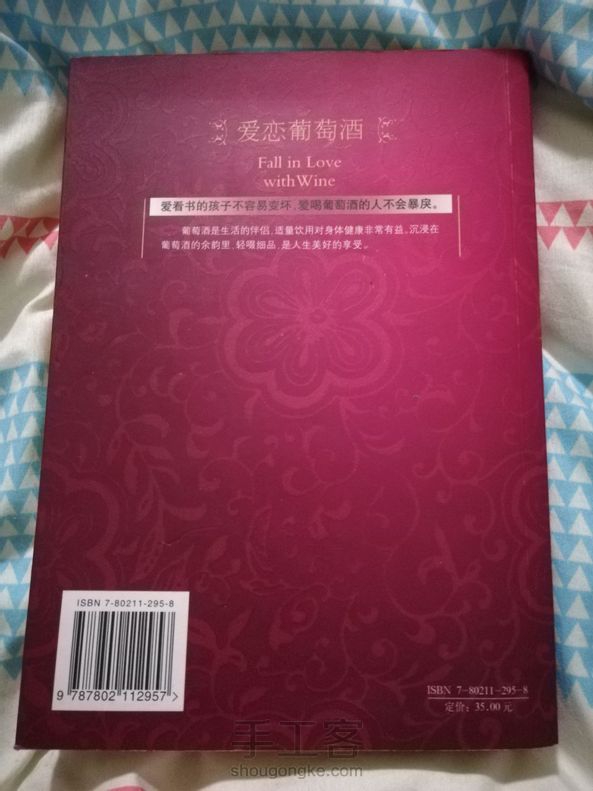 爱恋葡萄酒
Fall in Love
with Wine
爱看书的孩子不容易变坏,爱喝葡萄酒的人不会暴戾。
葡萄酒是生活的伴侣,适量饮用对身体健康非常有益。沉浸在
葡萄酒的余韵里,轻啜细品,是人生美好的享受。
ISBN 7-80211-295-8
9 787802 112957 >
ISBN 7-80211-295-8
定价: 35.00 元
手工客
shougongke.com